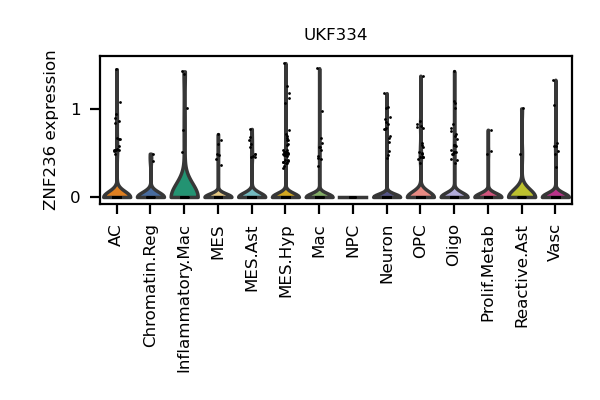 UKF334
ZNF236 expression
1
0
AC
Chromatin.Reg
Inflammatory.Mac
MES
MES.Ast
MES.Hyp
Mac
NPC
Neuron
OPC
Oligo
Prolif.Metab
Reactive.Ast
Vasc